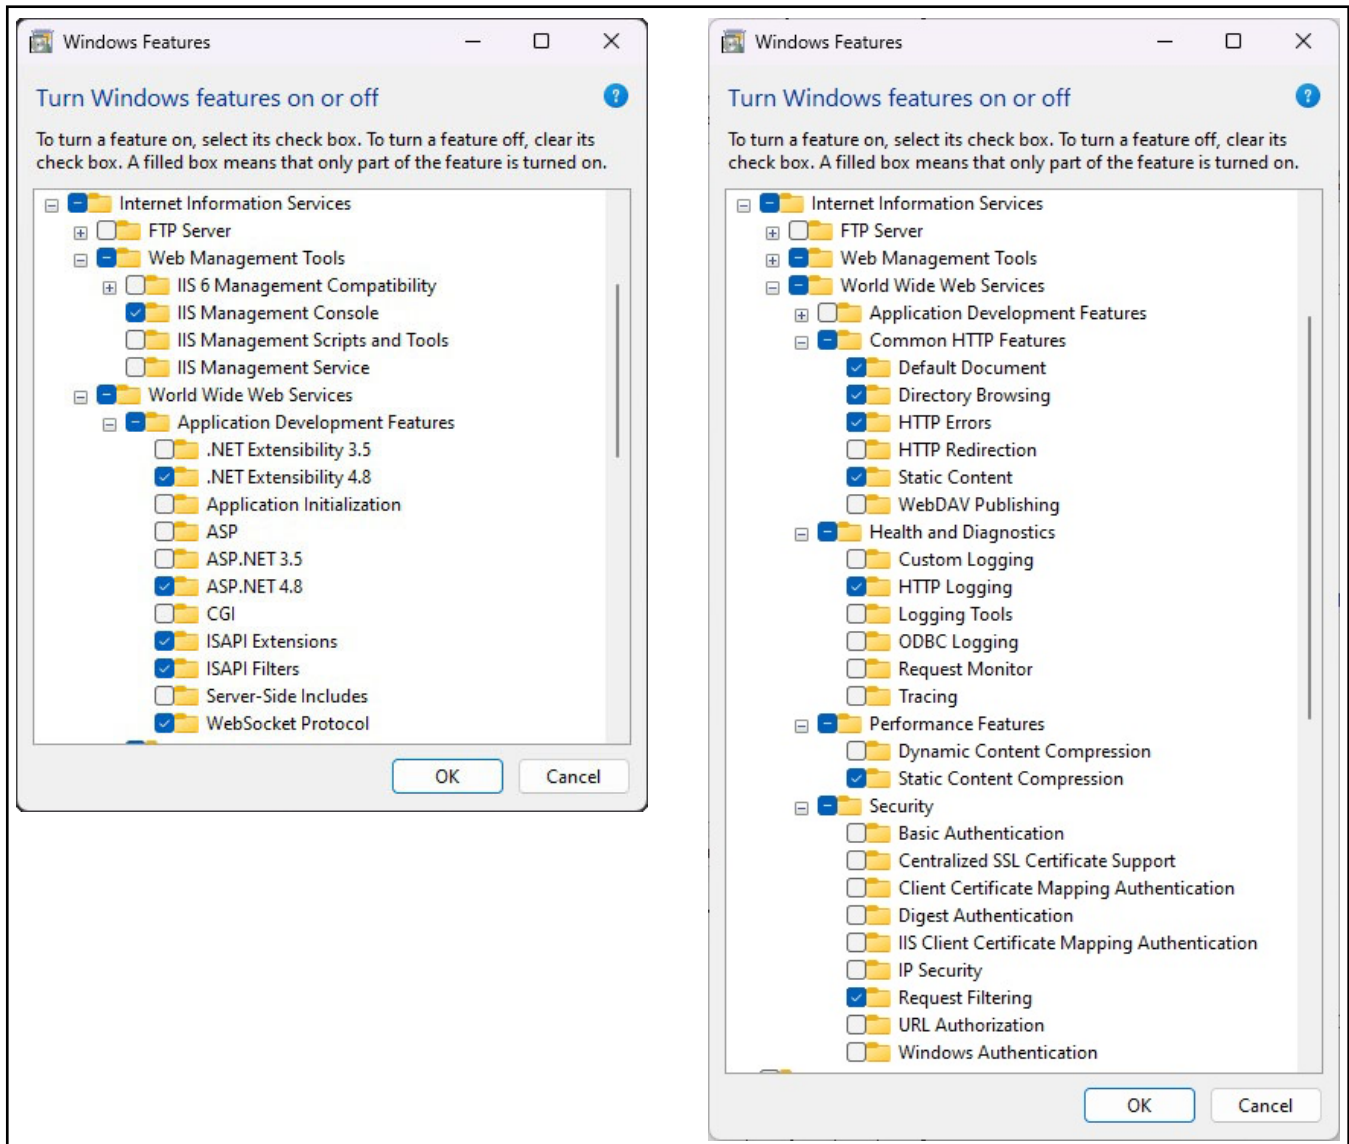 Windows Features
Turn Windows features on or off
To turn a feature on, select its check box. To turn a feature off, clear its
check box. A filled box means that only part of the feature is turned on.
Internet Information Services
FTP Server
Web Management Tools
IIS 6 Management Compatibility
IIS Management Console
IIS Management Scripts and Tools
IIS Management Service
World Wide Web Services
Application Development Features
.NET Extensibility 3.5
.NET Extensibility 4.8
Application Initialization
ASP
ASP.NET 3.5
ASP.NET 4.8
CGI
ISAPI Extensions
ISAPI Filters
Server-Side Includes
WebSocket Protocol
OK
Cancel
Windows Features
Turn Windows features on or off
To turn a feature on, select its check box. To turn a feature off, clear its
check box. A filled box means that only part of the feature is turned on.
Internet Information Services
FTP Server
Web Management Tools
World Wide Web Services
Application Development Features
Common HTTP Features
Default Document
Directory Browsing
HTTP Errors
HTTP Redirection
Static Content
WebDAV Publishing
Health and Diagnostics
Custom Logging
HTTP Logging
Logging Tools
ODBC Logging
Request Monitor
Tracing
Performance Features
Dynamic Content Compression
Static Content Compression
Security
Basic Authentication
Centralized SSL Certificate Support
Client Certificate Mapping Authentication
Digest Authentication
IIS Client Certificate Mapping Authentication
IP Security
Request Filtering
URL Authorization
Windows Authentication
OK
Cancel